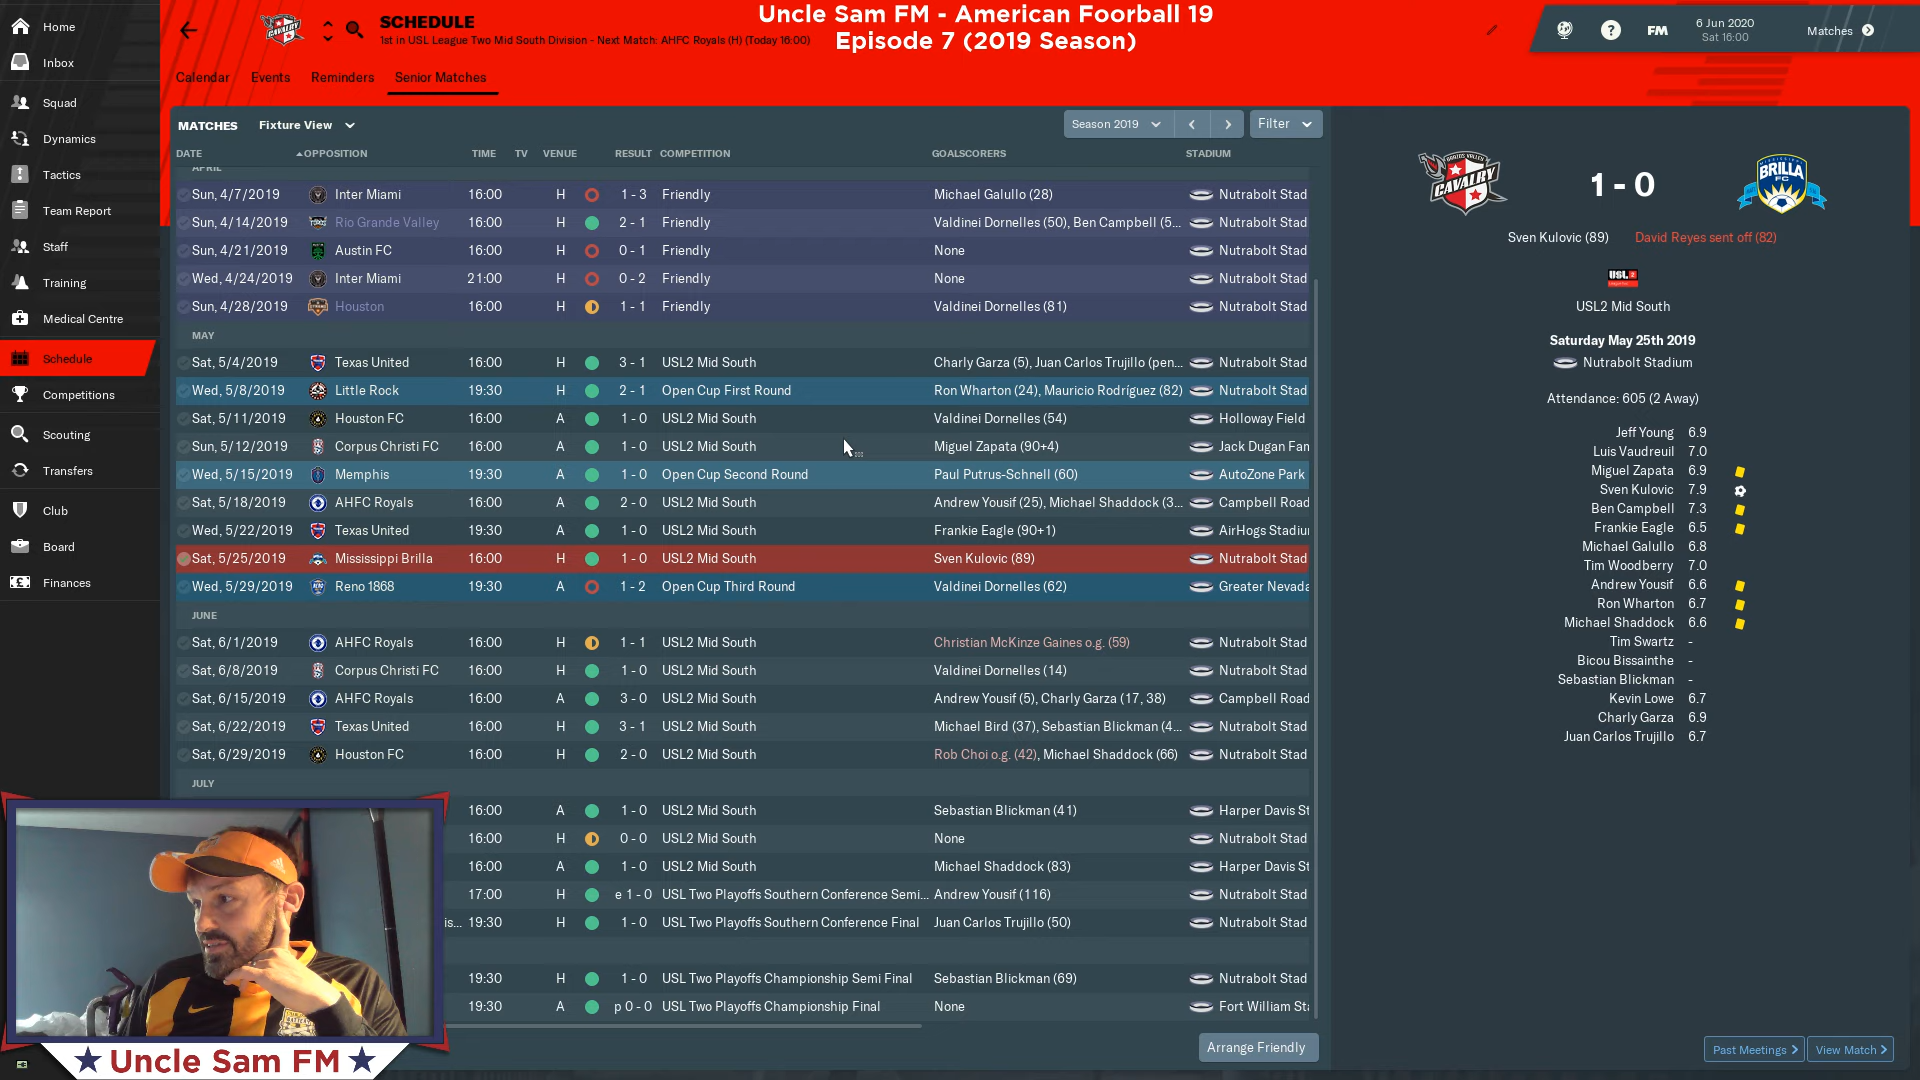 Uncle Sam FM - American Foorball 19
Episode 7 (2019 Season)
SCHEDULE
1st in USL League Two Mid South Division - Next Match: AHFC Royals (H) (Today 16:00)
FM
6 Jun 2020
Sat 16:00
Matches
Calendar Events Reminders Senior Matches
Home
Inbox
Squad
Dynamics
Tactics
Team Report
Staff
Training
Medical Centre
Schedule
Competitions
Scouting
Transfers
Club
Board
Finances
MATCHES Fixture View Season 2019 Filter
DATE OPPOSITION TIME TV VENUE RESULT COMPETITION GOALSCORERS STADIUM
APRIL
Sun, 4/7/2019 Inter Miami 16:00 H 1 - 3 Friendly Michael Galullo (28) Nutrabolt Stad
Sun, 4/14/2019 Rio Grande Valley 16:00 H 2 - 1 Friendly Valdinei Dornelles (50), Ben Campbell (5... Nutrabolt Stad
Sun, 4/21/2019 Austin FC 16:00 H 0 - 1 Friendly None Nutrabolt Stad
Wed, 4/24/2019 Inter Miami 21:00 H 0 - 2 Friendly None Nutrabolt Stad
Sun, 4/28/2019 Houston 16:00 H 1 - 1 Friendly Valdinei Dornelles (81) Nutrabolt Stad
MAY
Sat, 5/4/2019 Texas United 16:00 H 3 - 1 USL2 Mid South Charly Garza (5), Juan Carlos Trujillo (pen... Nutrabolt Stad
Wed, 5/8/2019 Little Rock 19:30 H 2 - 1 Open Cup First Round Ron Wharton (24), Mauricio Rodríguez (82) Nutrabolt Stad
Sat, 5/11/2019 Houston FC 16:00 A 1 - 0 USL2 Mid South Valdinei Dornelles (54) Holloway Field
Sun, 5/12/2019 Corpus Christi FC 16:00 A 1 - 0 USL2 Mid South Miguel Zapata (90+4) Jack Dugan Fam
Wed, 5/15/2019 Memphis 19:30 A 1 - 0 Open Cup Second Round Paul Putrus-Schnell (60) AutoZone Park
Sat, 5/18/2019 AHFC Royals 16:00 A 2 - 0 USL2 Mid South Andrew Yousif (25), Michael Shaddock (3... Campbell Road
Wed, 5/22/2019 Texas United 19:30 A 1 - 0 USL2 Mid South Frankie Eagle (90+1) AirHogs Stadiu
Sat, 5/25/2019 Mississippi Brilla 16:00 H 1 - 0 USL2 Mid South Sven Kulovic (89) Nutrabolt Stad
Wed, 5/29/2019 Reno 1868 19:30 A 1 - 2 Open Cup Third Round Valdinei Dornelles (62) Greater Nevada
JUNE
Sat, 6/1/2019 AHFC Royals 16:00 H 1 - 1 USL2 Mid South Christian McKinze Gaines o.g. (59) Nutrabolt Stad
Sat, 6/8/2019 Corpus Christi FC 16:00 H 1 - 0 USL2 Mid South Valdinei Dornelles (14) Nutrabolt Stad
Sat, 6/15/2019 AHFC Royals 16:00 A 3 - 0 USL2 Mid South Andrew Yousif (5), Charly Garza (17, 38) Campbell Road
Sat, 6/22/2019 Texas United 16:00 H 3 - 1 USL2 Mid South Michael Bird (37), Sebastian Blickman (4... Nutrabolt Stad
Sat, 6/29/2019 Houston FC 16:00 H 2 - 0 USL2 Mid South Rob Choi o.g. (42), Michael Shaddock (66) Nutrabolt Stad
JULY
16:00 A 1 - 0 USL2 Mid South Sebastian Blickman (41) Harper Davis St
16:00 H 0 - 0 USL2 Mid South None Nutrabolt Stad
16:00 A 1 - 0 USL2 Mid South Michael Shaddock (83) Harper Davis St
17:00 H e 1 - 0 USL Two Playoffs Southern Conference Semi... Andrew Yousif (116) Nutrabolt Stad
is... 19:30 H 1 - 0 USL Two Playoffs Southern Conference Final Juan Carlos Trujillo (50) Nutrabolt Stad
19:30 H 1 - 0 USL Two Playoffs Championship Semi Final Sebastian Blickman (69) Nutrabolt Stad
19:30 A p 0 - 0 USL Two Playoffs Championship Final None Fort William Sta
Arrange Friendly
CAVALRY 1 - 0 BRILLA FC
Sven Kulovic (89) David Reyes sent off (82)
USL 2
USL2 Mid South
Saturday May 25th 2019
Nutrabolt Stadium
Attendance: 605 (2 Away)
Jeff Young 6.9
Luis Vaudreuil 7.0
Miguel Zapata 6.9
Sven Kulovic 7.9
Ben Campbell 7.3
Frankie Eagle 6.5
Michael Galullo 6.8
Tim Woodberry 7.0
Andrew Yousif 6.6
Ron Wharton 6.7
Michael Shaddock 6.6
Tim Swartz -
Bicou Bissainthe -
Sebastian Blickman -
Kevin Lowe 6.7
Charly Garza 6.9
Juan Carlos Trujillo 6.7
Past Meetings View Match
Uncle Sam FM